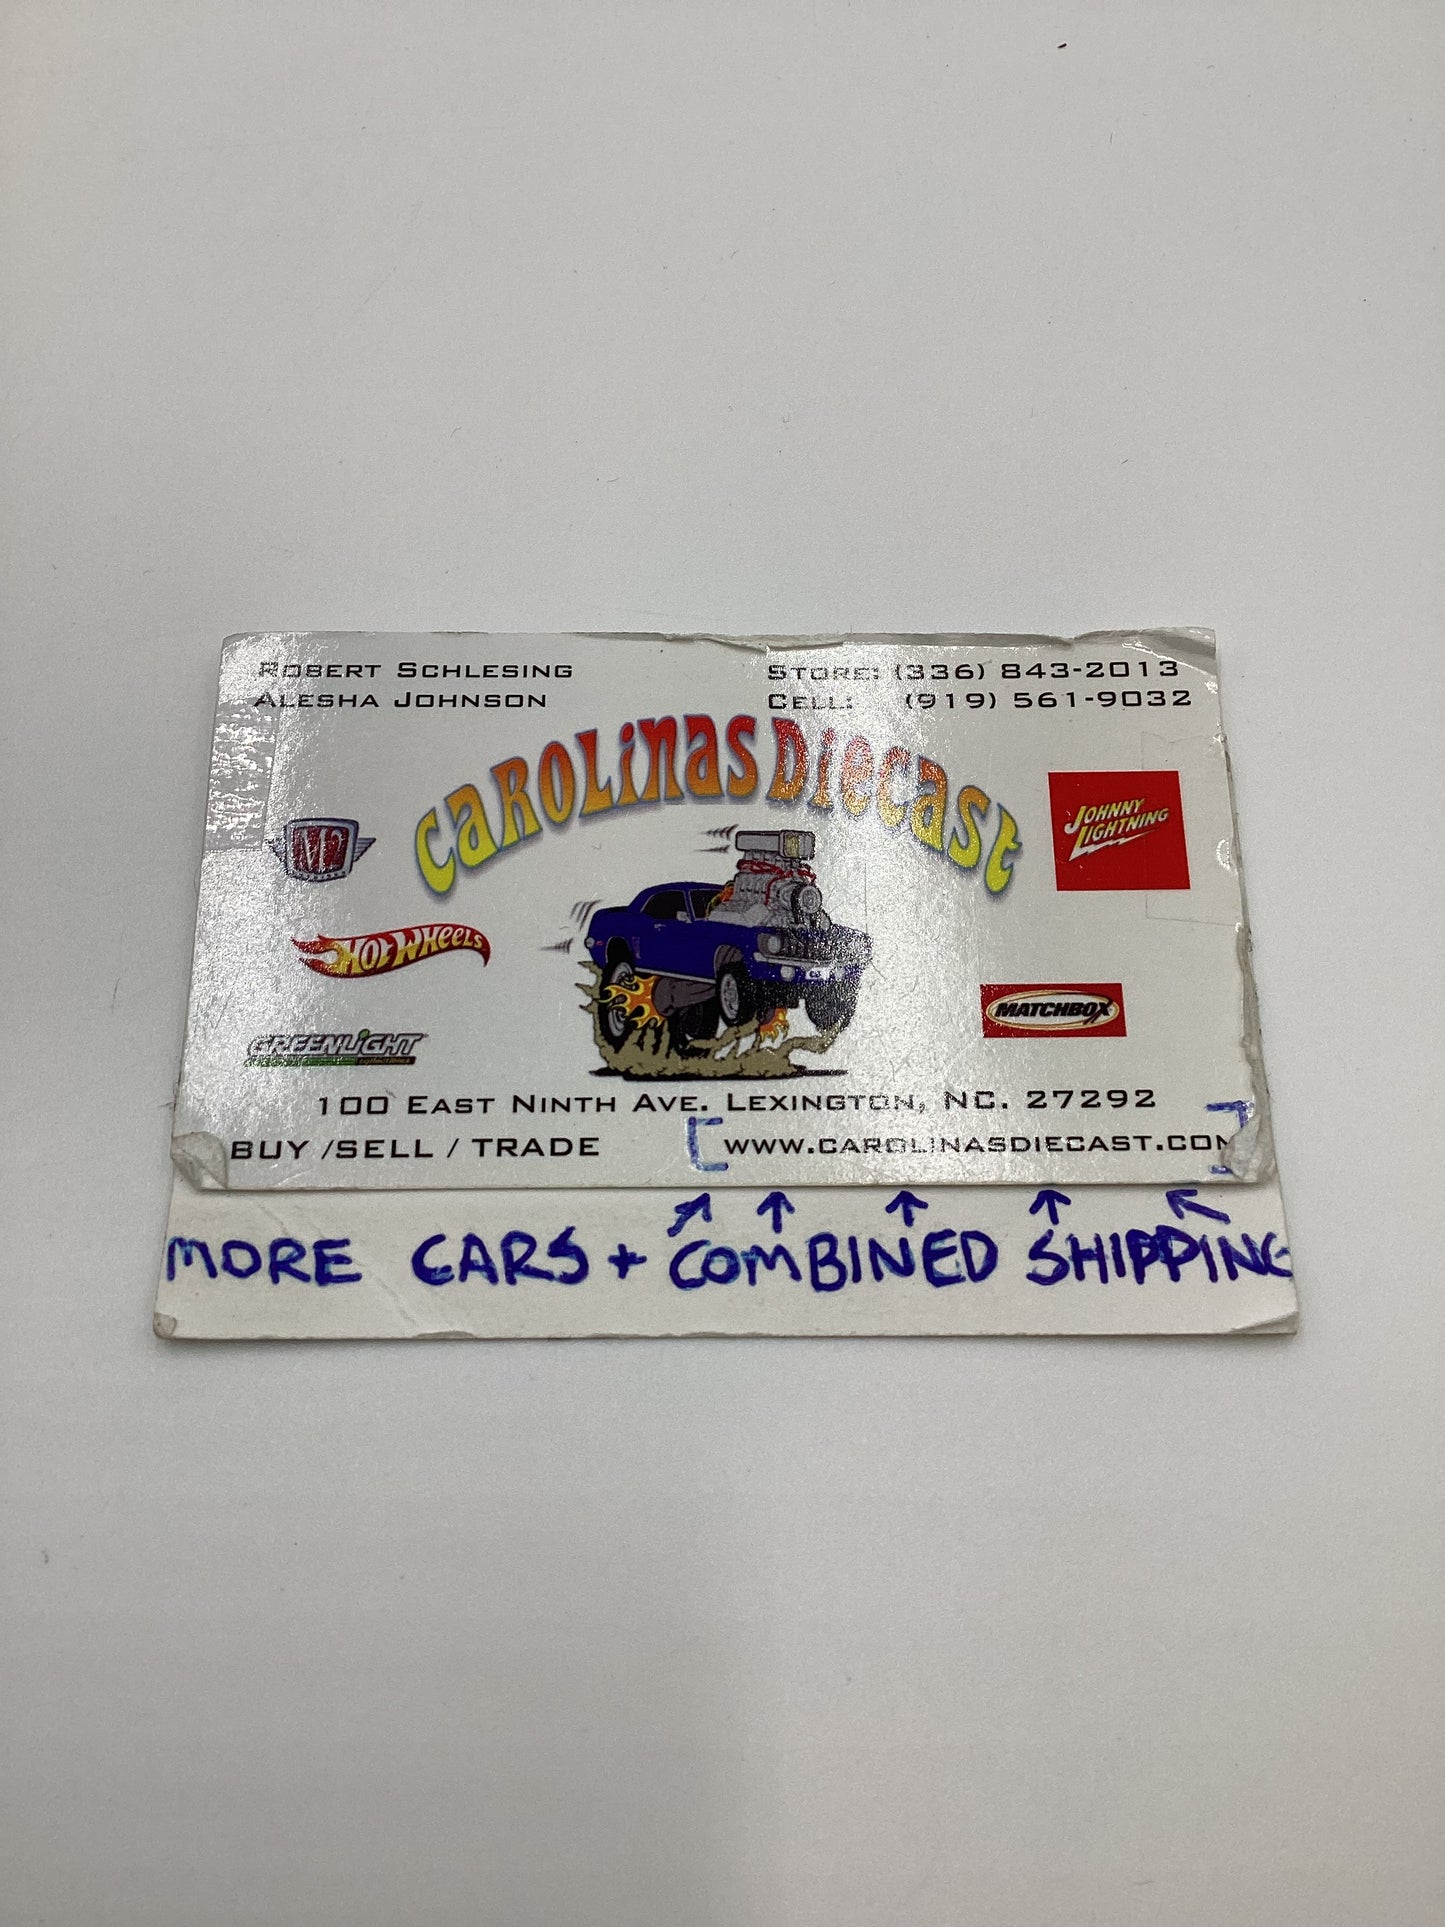 ROBERT SCHLESING
ALESHA JOHNSON
STORE: (336) 843-2013
CELL: (919) 561-9032
CAROLINAS DIECAST
M2
JOHNNY LIGHTNING
HOT WHEELS
MATCHBOX
GREENLIGHT
100 EAST NINTH AVE. LEXINGTON, NC. 27292
BUY /SELL / TRADE [WWW.CAROLINASDIECAST.COM]
MORE CARS + COMBINED SHIPPING